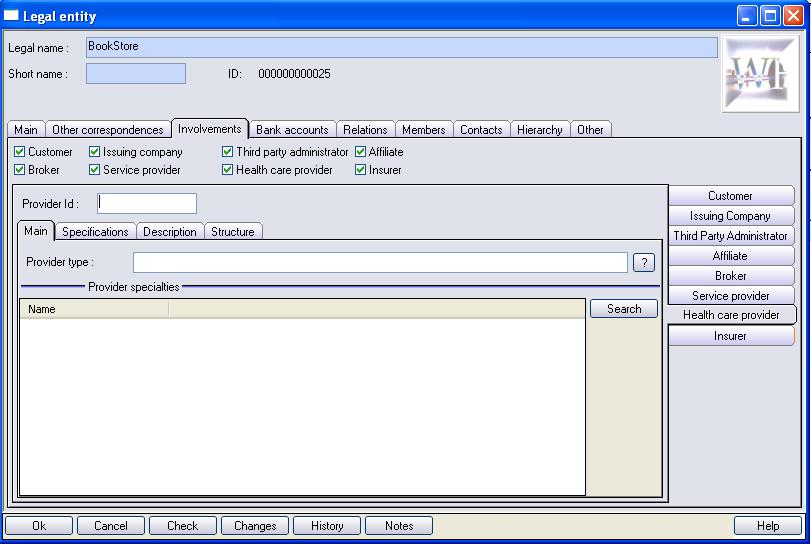 Legal entity
Legal name : BookStore
Short name : ID: 000000000025
WI
Main Other correspondences Involvements Bank accounts Relations Members Contacts Hierarchy Other
Customer Issuing company Third party administrator Affiliate
Broker Service provider Health care provider Insurer
Provider Id :
Main Specifications Description Structure
Provider type : ?
Provider specialties
Name
Search
Customer
Issuing Company
Third Party Administrator
Affiliate
Broker
Service provider
Health care provider
Insurer
Ok Cancel Check Changes History Notes Help